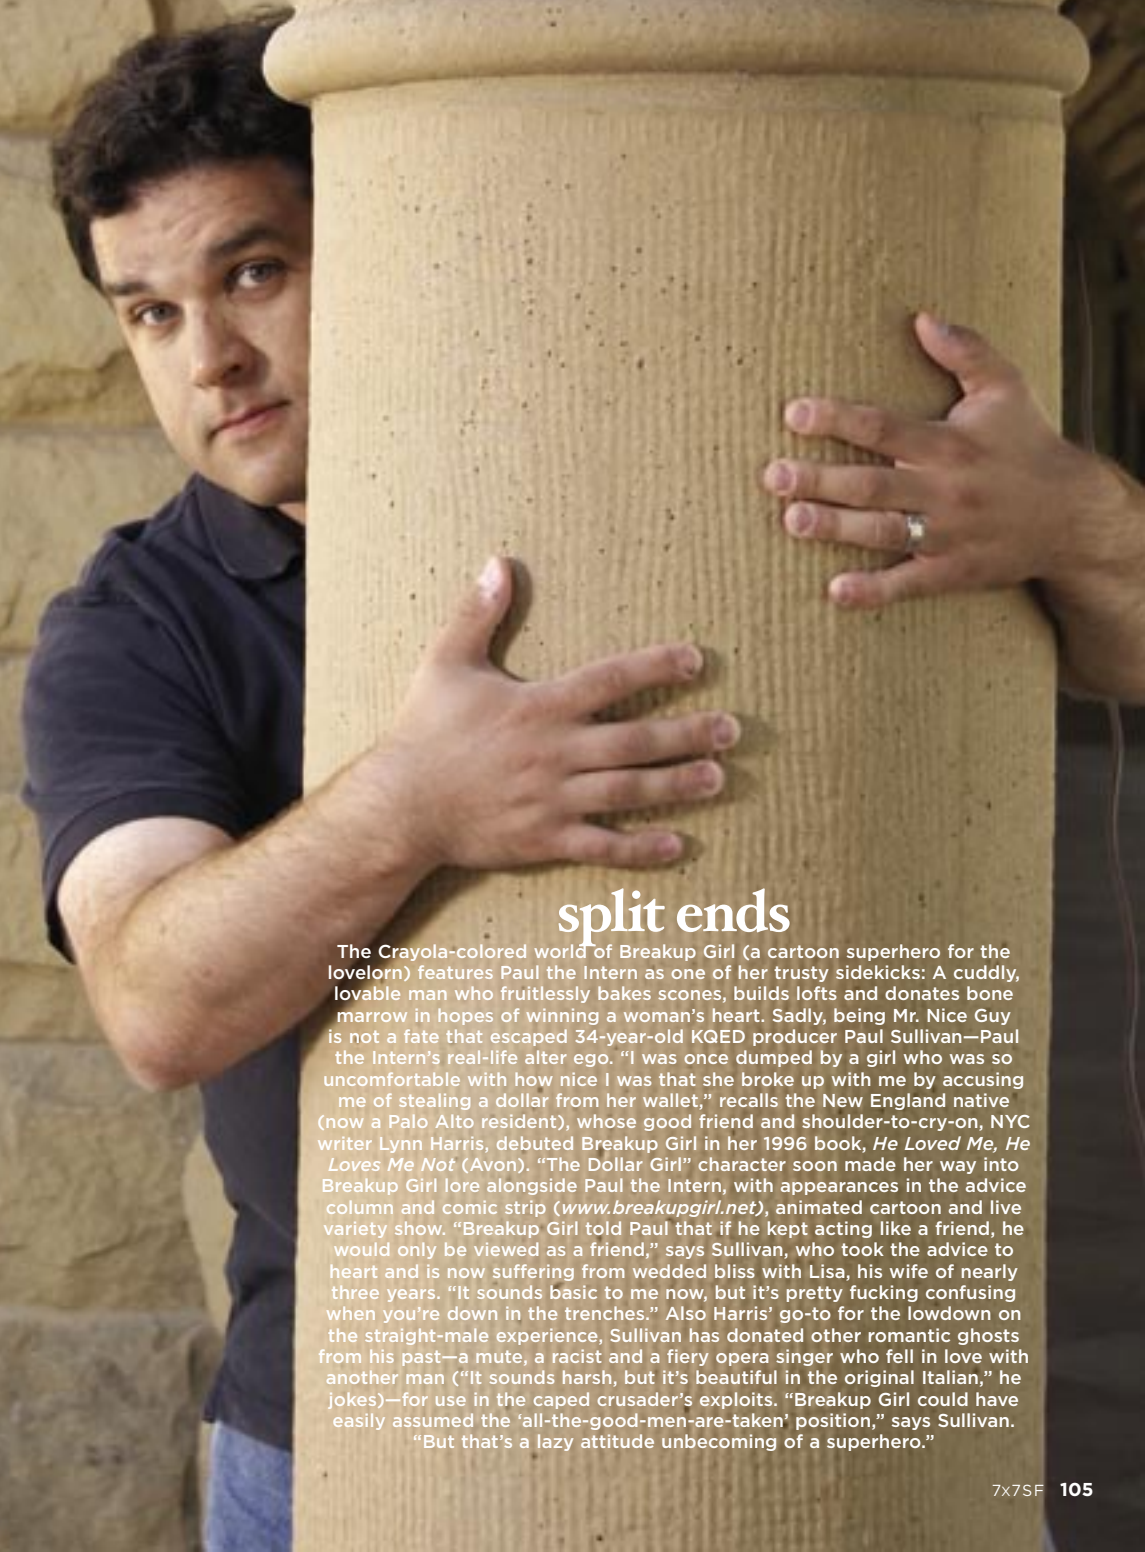 split ends
The Crayola-colored world of Breakup Girl (a cartoon superhero for the
lovelorn) features Paul the Intern as one of her trusty sidekicks: A cuddly,
lovable man who fruitlessly bakes scones, builds lofts and donates bone
marrow in hopes of winning a woman’s heart. Sadly, being Mr. Nice Guy
is not a fate that escaped 34-year-old KQED producer Paul Sullivan—Paul
the Intern’s real-life alter ego. “I was once dumped by a girl who was so
uncomfortable with how nice I was that she broke up with me by accusing
me of stealing a dollar from her wallet,” recalls the New England native
(now a Palo Alto resident), whose good friend and shoulder-to-cry-on, NYC
writer Lynn Harris, debuted Breakup Girl in her 1996 book, He Loved Me, He
Loves Me Not (Avon). “The Dollar Girl” character soon made her way into
Breakup Girl lore alongside Paul the Intern, with appearances in the advice
column and comic strip (www.breakupgirl.net), animated cartoon and live
variety show. “Breakup Girl told Paul that if he kept acting like a friend, he
would only be viewed as a friend,” says Sullivan, who took the advice to
heart and is now suffering from wedded bliss with Lisa, his wife of nearly
three years. “It sounds basic to me now, but it’s pretty fucking confusing
when you’re down in the trenches.” Also Harris’ go-to for the lowdown on
the straight-male experience, Sullivan has donated other romantic ghosts
from his past—a mute, a racist and a fiery opera singer who fell in love with
another man (“It sounds harsh, but it’s beautiful in the original Italian,” he
jokes)—for use in the caped crusader’s exploits. “Breakup Girl could have
easily assumed the ‘all-the-good-men-are-taken’ position,” says Sullivan.
“But that’s a lazy attitude unbecoming of a superhero.”
7x7SF 105